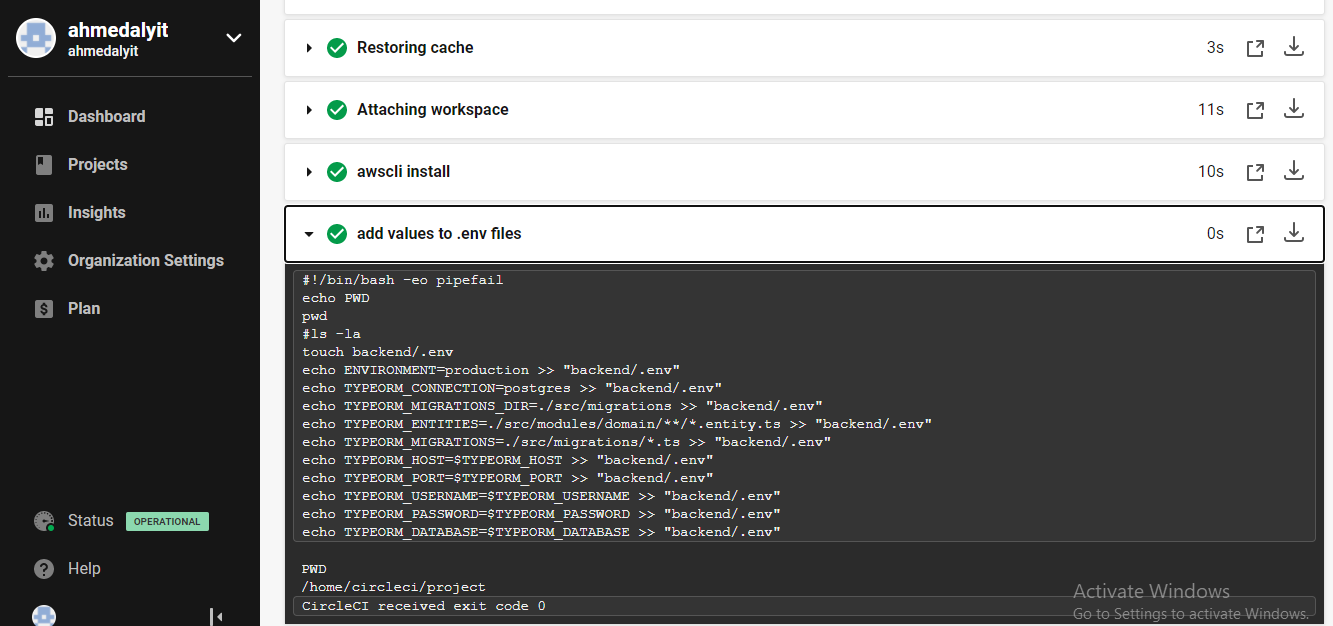 ahmedalyit
ahmedalyit
Dashboard
Projects
Insights
Organization Settings
Plan
Status OPERATIONAL
Help
Restoring cache 3s
Attaching workspace 11s
awscli install 10s
add values to .env files 0s
#!/bin/bash -eo pipefail
echo PWD
pwd
#ls -la
touch backend/.env
echo ENVIRONMENT=production >> "backend/.env"
echo TYPEORM_CONNECTION=postgres >> "backend/.env"
echo TYPEORM_MIGRATIONS_DIR=./src/migrations >> "backend/.env"
echo TYPEORM_ENTITIES=./src/modules/domain/**/*.entity.ts >> "backend/.env"
echo TYPEORM_MIGRATIONS=./src/migrations/*.ts >> "backend/.env"
echo TYPEORM_HOST=$TYPEORM_HOST >> "backend/.env"
echo TYPEORM_PORT=$TYPEORM_PORT >> "backend/.env"
echo TYPEORM_USERNAME=$TYPEORM_USERNAME >> "backend/.env"
echo TYPEORM_PASSWORD=$TYPEORM_PASSWORD >> "backend/.env"
echo TYPEORM_DATABASE=$TYPEORM_DATABASE >> "backend/.env"
PWD
/home/circleci/project
CircleCI received exit code 0
Activate Windows
Go to Settings to activate Windows.